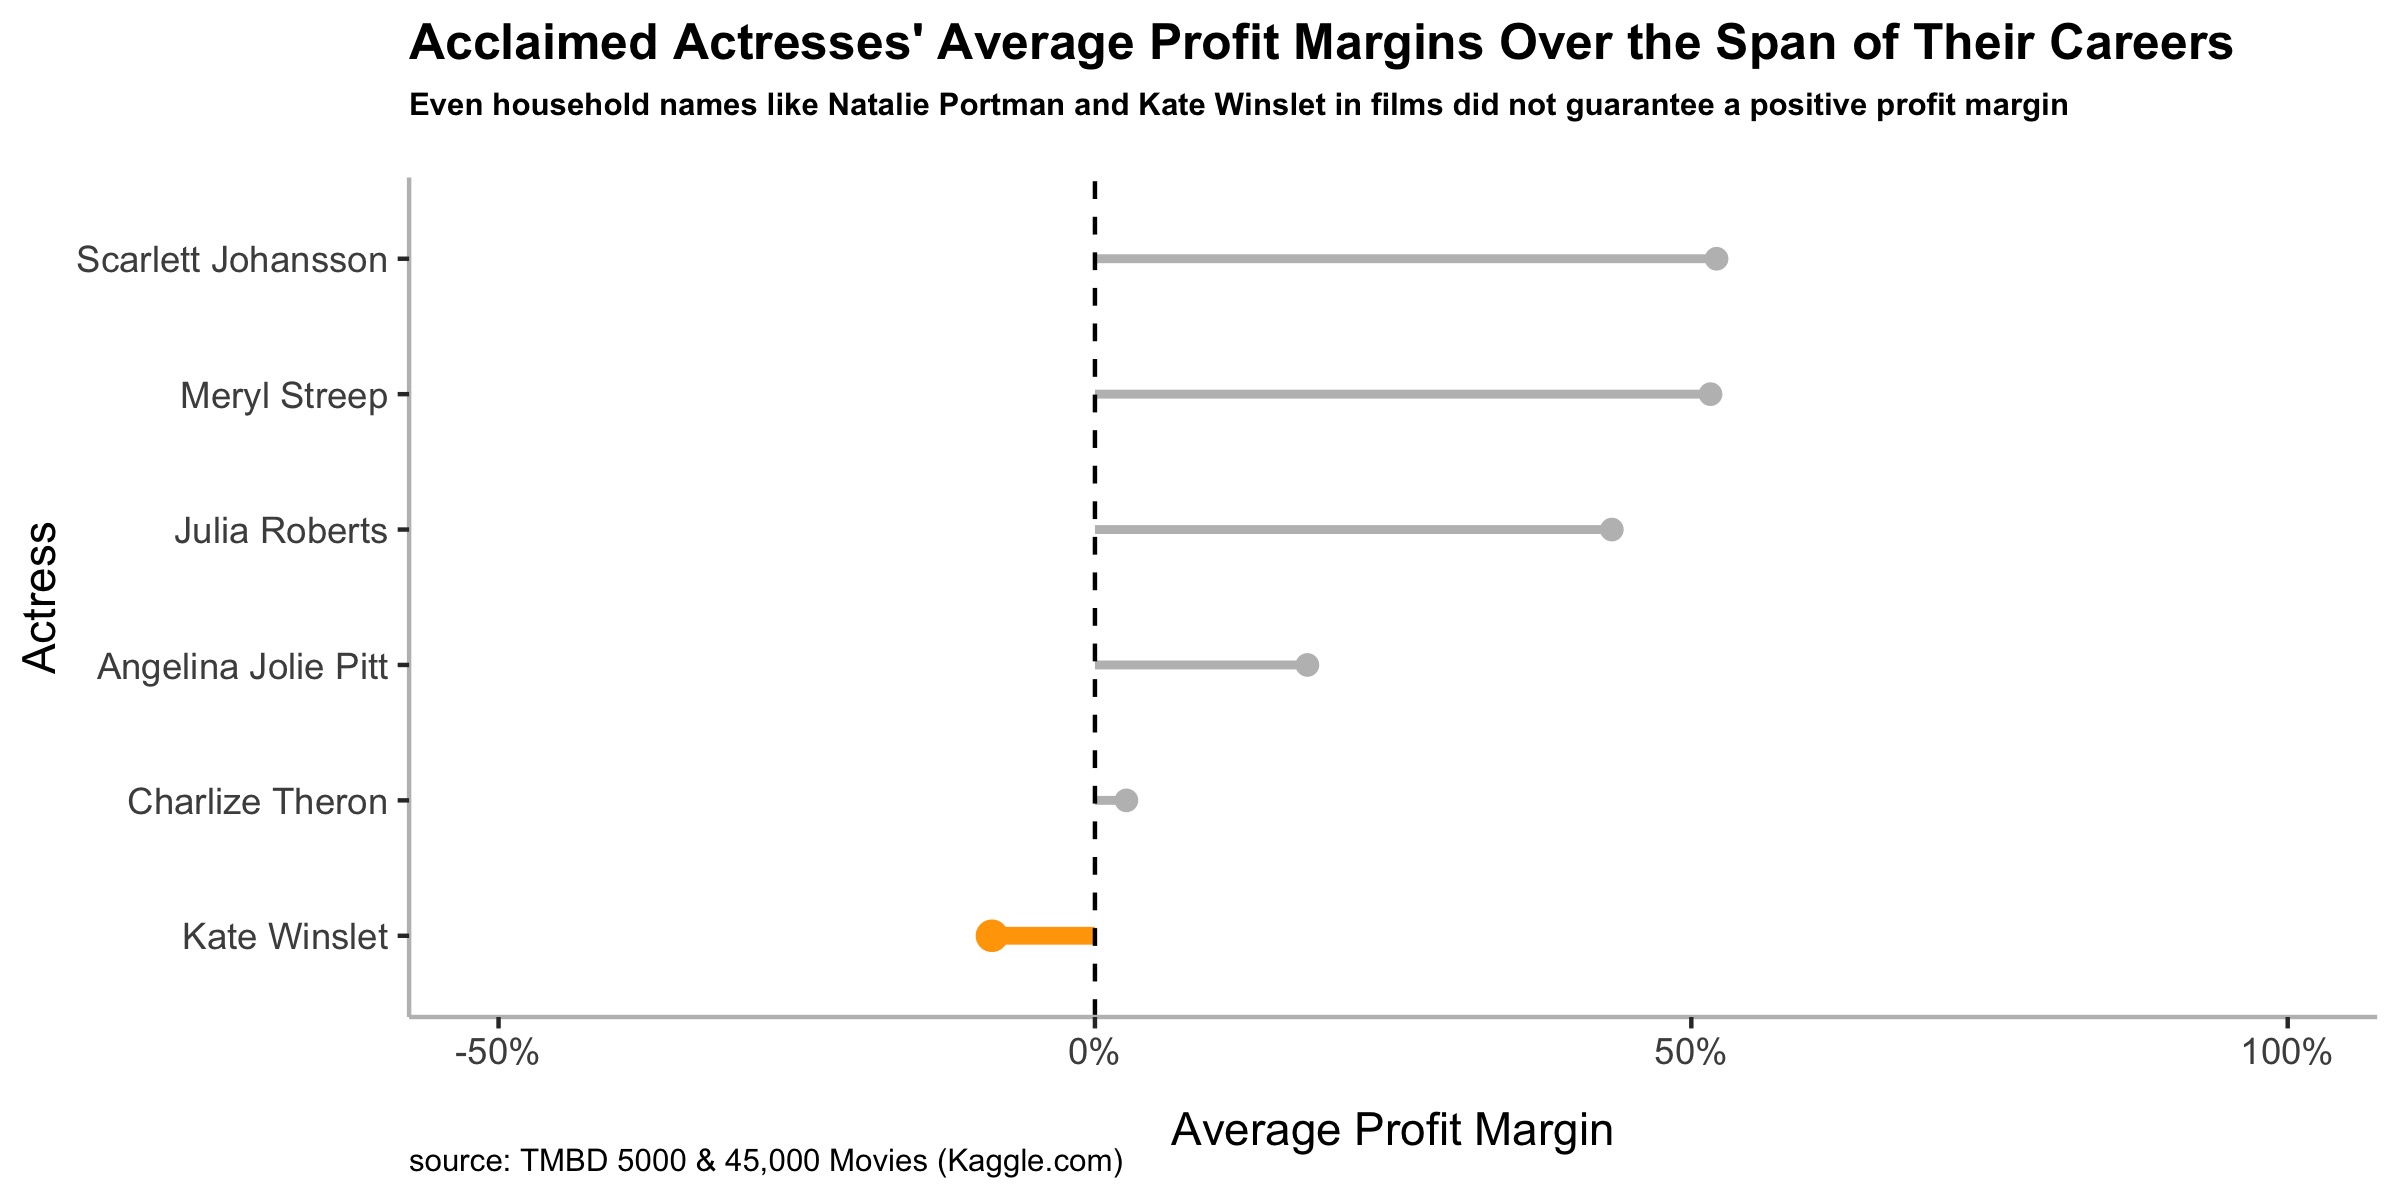 Acclaimed Actresses' Average Profit Margins Over the Span of Their Careers
Even household names like Natalie Portman and Kate Winslet in films did not guarantee a positive profit margin
Actress
Scarlett Johansson
Meryl Streep
Julia Roberts
Angelina Jolie Pitt
Charlize Theron
Kate Winslet
-50% 0% 50% 100%
Average Profit Margin
source: TMBD 5000 & 45,000 Movies (Kaggle.com)